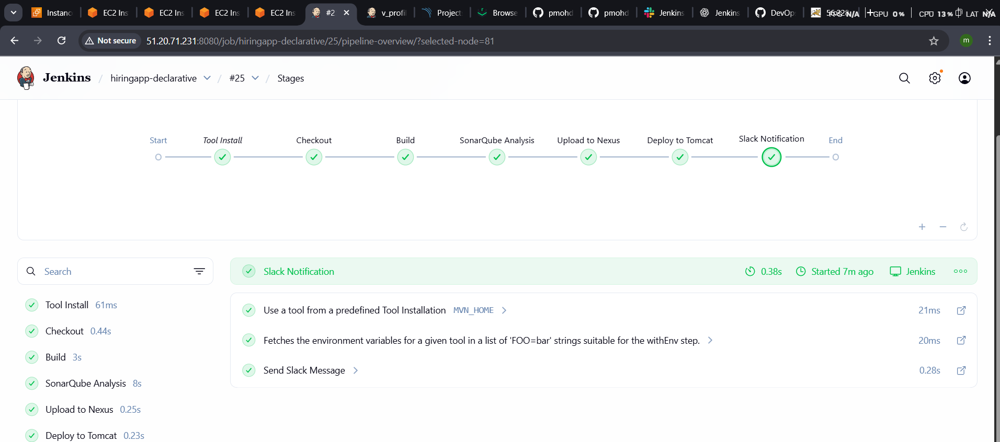 Instanc
EC2 Ins
EC2 Ins
EC2 Ins
EC2 Ins
#2
v_profil
Project
Browse
pmohd
pmohd
Jenkins
Jenkins
DevOp
56.228
N/A GPU 0 % CPU 13 % LAT N/A
Not secure 51.20.71.231:8080/job/hiringapp-declarative/25/pipeline-overview/?selected-node=81
m
Jenkins / hiringapp-declarative / #25 / Stages
Start Tool Install Checkout Build SonarQube Analysis Upload to Nexus Deploy to Tomcat Slack Notification End
Search
Tool Install 61ms
Checkout 0.44s
Build 3s
SonarQube Analysis 8s
Upload to Nexus 0.25s
Deploy to Tomcat 0.23s
Slack Notification 0.38s Started 7m ago Jenkins
Use a tool from a predefined Tool Installation MVN_HOME 21ms
Fetches the environment variables for a given tool in a list of 'FOO=bar' strings suitable for the withEnv step. 20ms
Send Slack Message 0.28s